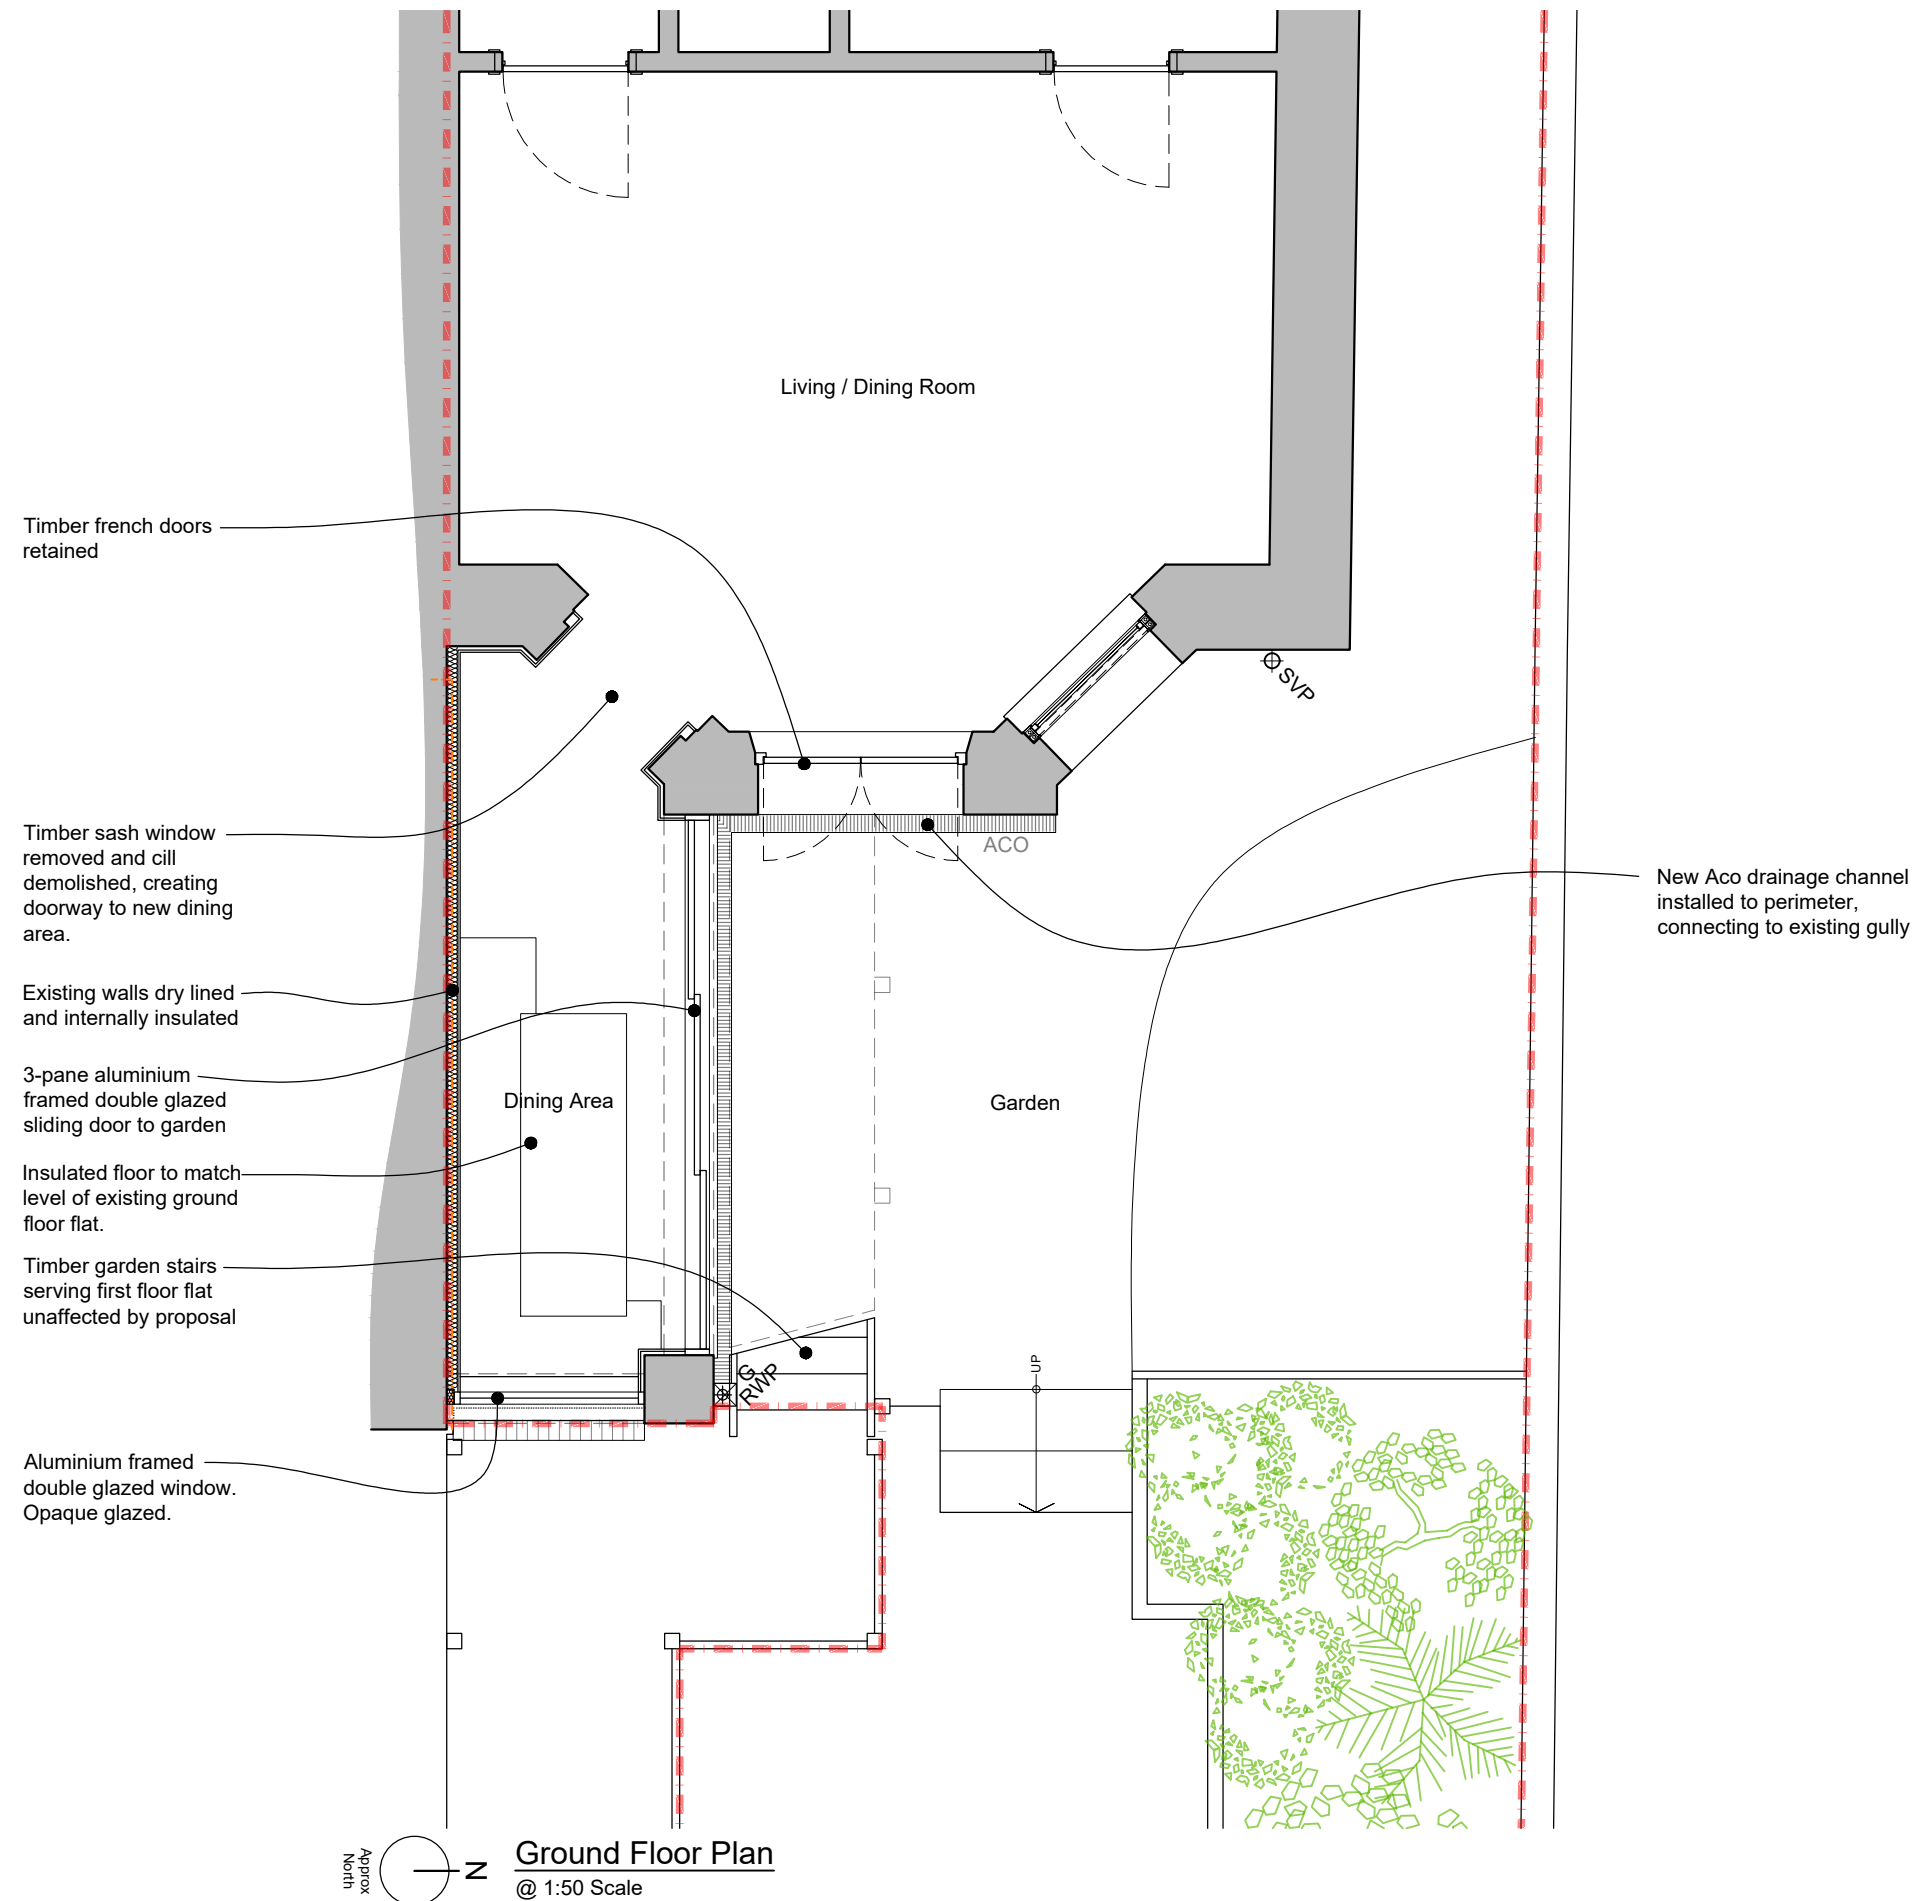 Living / Dining Room
Timber french doors
retained
SVP
Timber sash window
removed and cill
demolished, creating
doorway to new dining
area.
ACO
New Aco drainage channel
installed to perimeter,
connecting to existing gully
Existing walls dry lined
and internally insulated
3-pane aluminium
framed double glazed
sliding door to garden
Dining Area
Garden
Insulated floor to match
level of existing ground
floor flat.
Timber garden stairs
serving first floor flat
unaffected by proposal
G
RWP
UP
Aluminium framed
double glazed window.
Opaque glazed.
Approx
North
N
Ground Floor Plan
@ 1:50 Scale